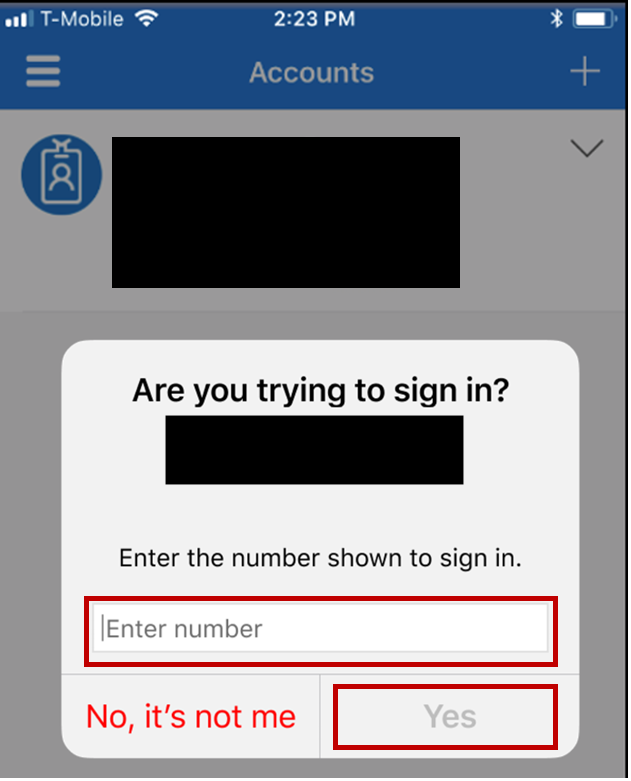 T-Mobile 2:23 PM
Accounts
Are you trying to sign in?
Enter the number shown to sign in.
Enter number
No, it's not me Yes